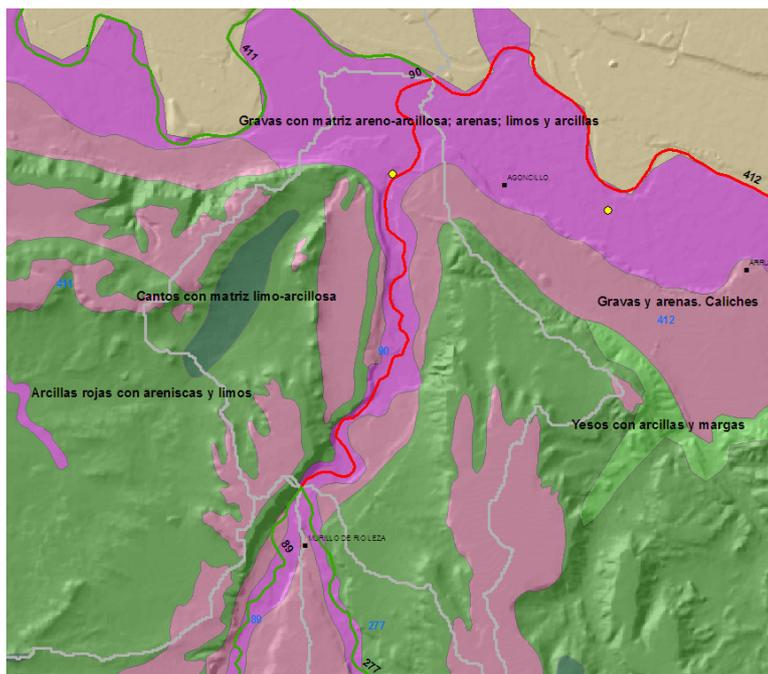 411
90
Gravas con matriz areno-arcillosa; arenas; limos y arcillas
412
AGONCILLO
411
Cantos con matriz limo-arcillosa
Gravas y arenas. Caliches
412
90
Arcillas rojas con areniscas y limos
Yesos con arcillas y margas
89
MURILLO DE RIO LEZA
89
277
277